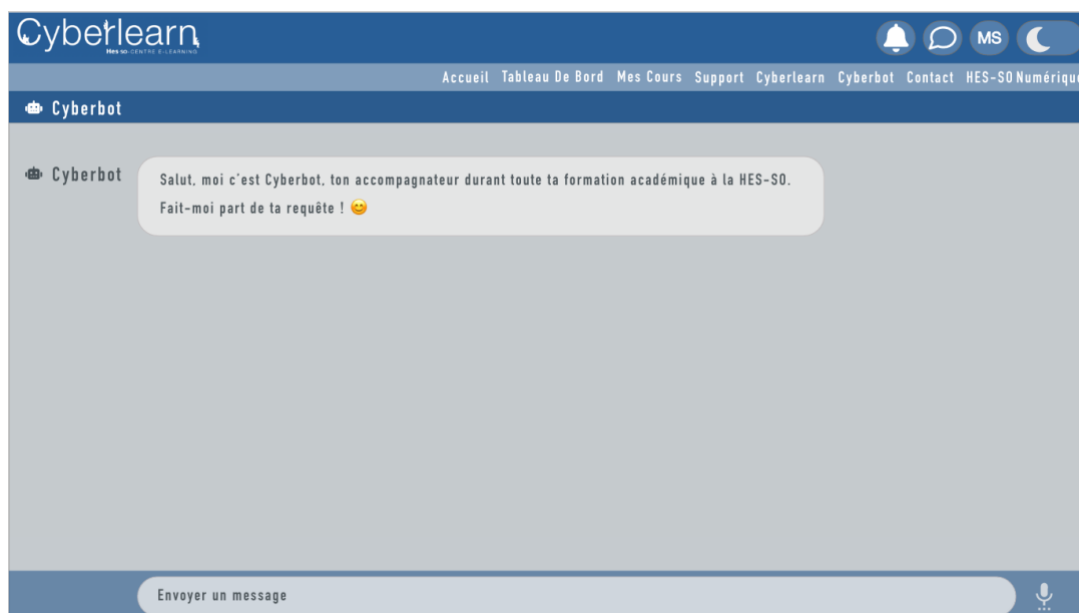 Cyberlearn
Hes·so CENTRE E-LEARNING
MS
Accueil Tableau De Bord Mes Cours Support Cyberlearn Cyberbot Contact HES-SO Numérique
Cyberbot
Cyberbot
Salut, moi c'est Cyberbot, ton accompagnateur durant toute ta formation académique à la HES-SO.
Fait-moi part de ta requête ! 😊
Envoyer un message